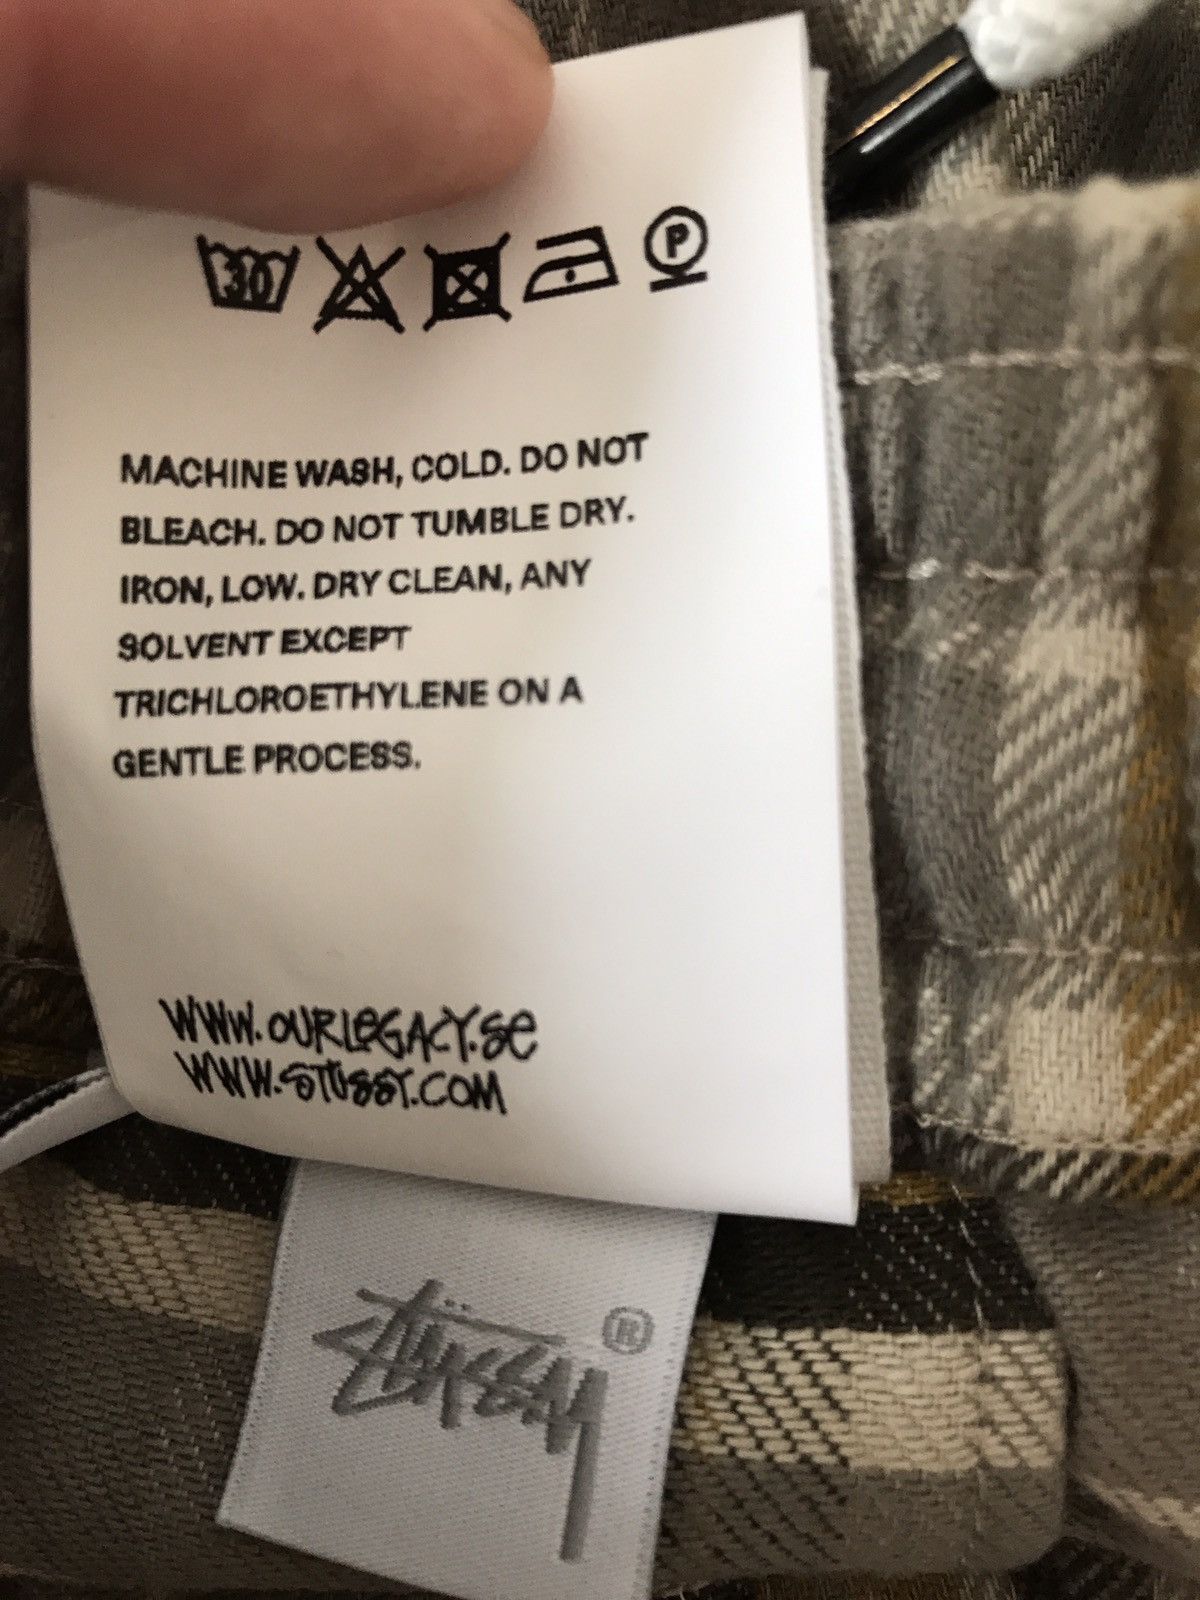 30
P
MACHINE WASH, COLD. DO NOT
BLEACH. DO NOT TUMBLE DRY.
IRON, LOW. DRY CLEAN, ANY
SOLVENT EXCEPT
TRICHLOROETHYLENE ON A
GENTLE PROCESS.
WWW.OURLEGACY.SE
WWW.STÜSSY.COM
STÜSSY ®